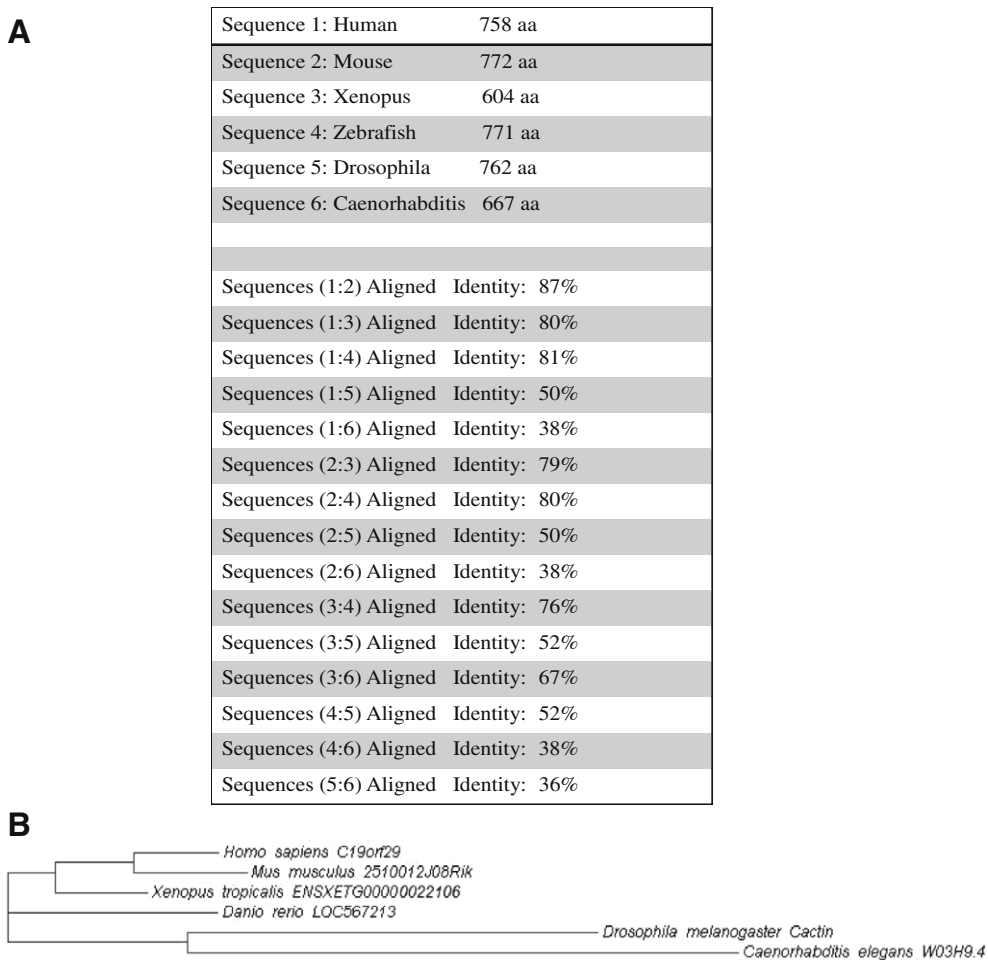 A
Sequence 1: Human 758 aa
Sequence 2: Mouse 772 aa
Sequence 3: Xenopus 604 aa
Sequence 4: Zebrafish 771 aa
Sequence 5: Drosophila 762 aa
Sequence 6: Caenorhabditis 667 aa
Sequences (1:2) Aligned Identity: 87%
Sequences (1:3) Aligned Identity: 80%
Sequences (1:4) Aligned Identity: 81%
Sequences (1:5) Aligned Identity: 50%
Sequences (1:6) Aligned Identity: 38%
Sequences (2:3) Aligned Identity: 79%
Sequences (2:4) Aligned Identity: 80%
Sequences (2:5) Aligned Identity: 50%
Sequences (2:6) Aligned Identity: 38%
Sequences (3:4) Aligned Identity: 76%
Sequences (3:5) Aligned Identity: 52%
Sequences (3:6) Aligned Identity: 67%
Sequences (4:5) Aligned Identity: 52%
Sequences (4:6) Aligned Identity: 38%
Sequences (5:6) Aligned Identity: 36%
B
Homo sapiens C19orf29
Mus musculus 2510012J08Rik
Xenopus tropicalis ENSXETG00000022106
Danio rerio LOC567213
Drosophila melanogaster Cactin
Caenorhabditis elegans W03H9.4